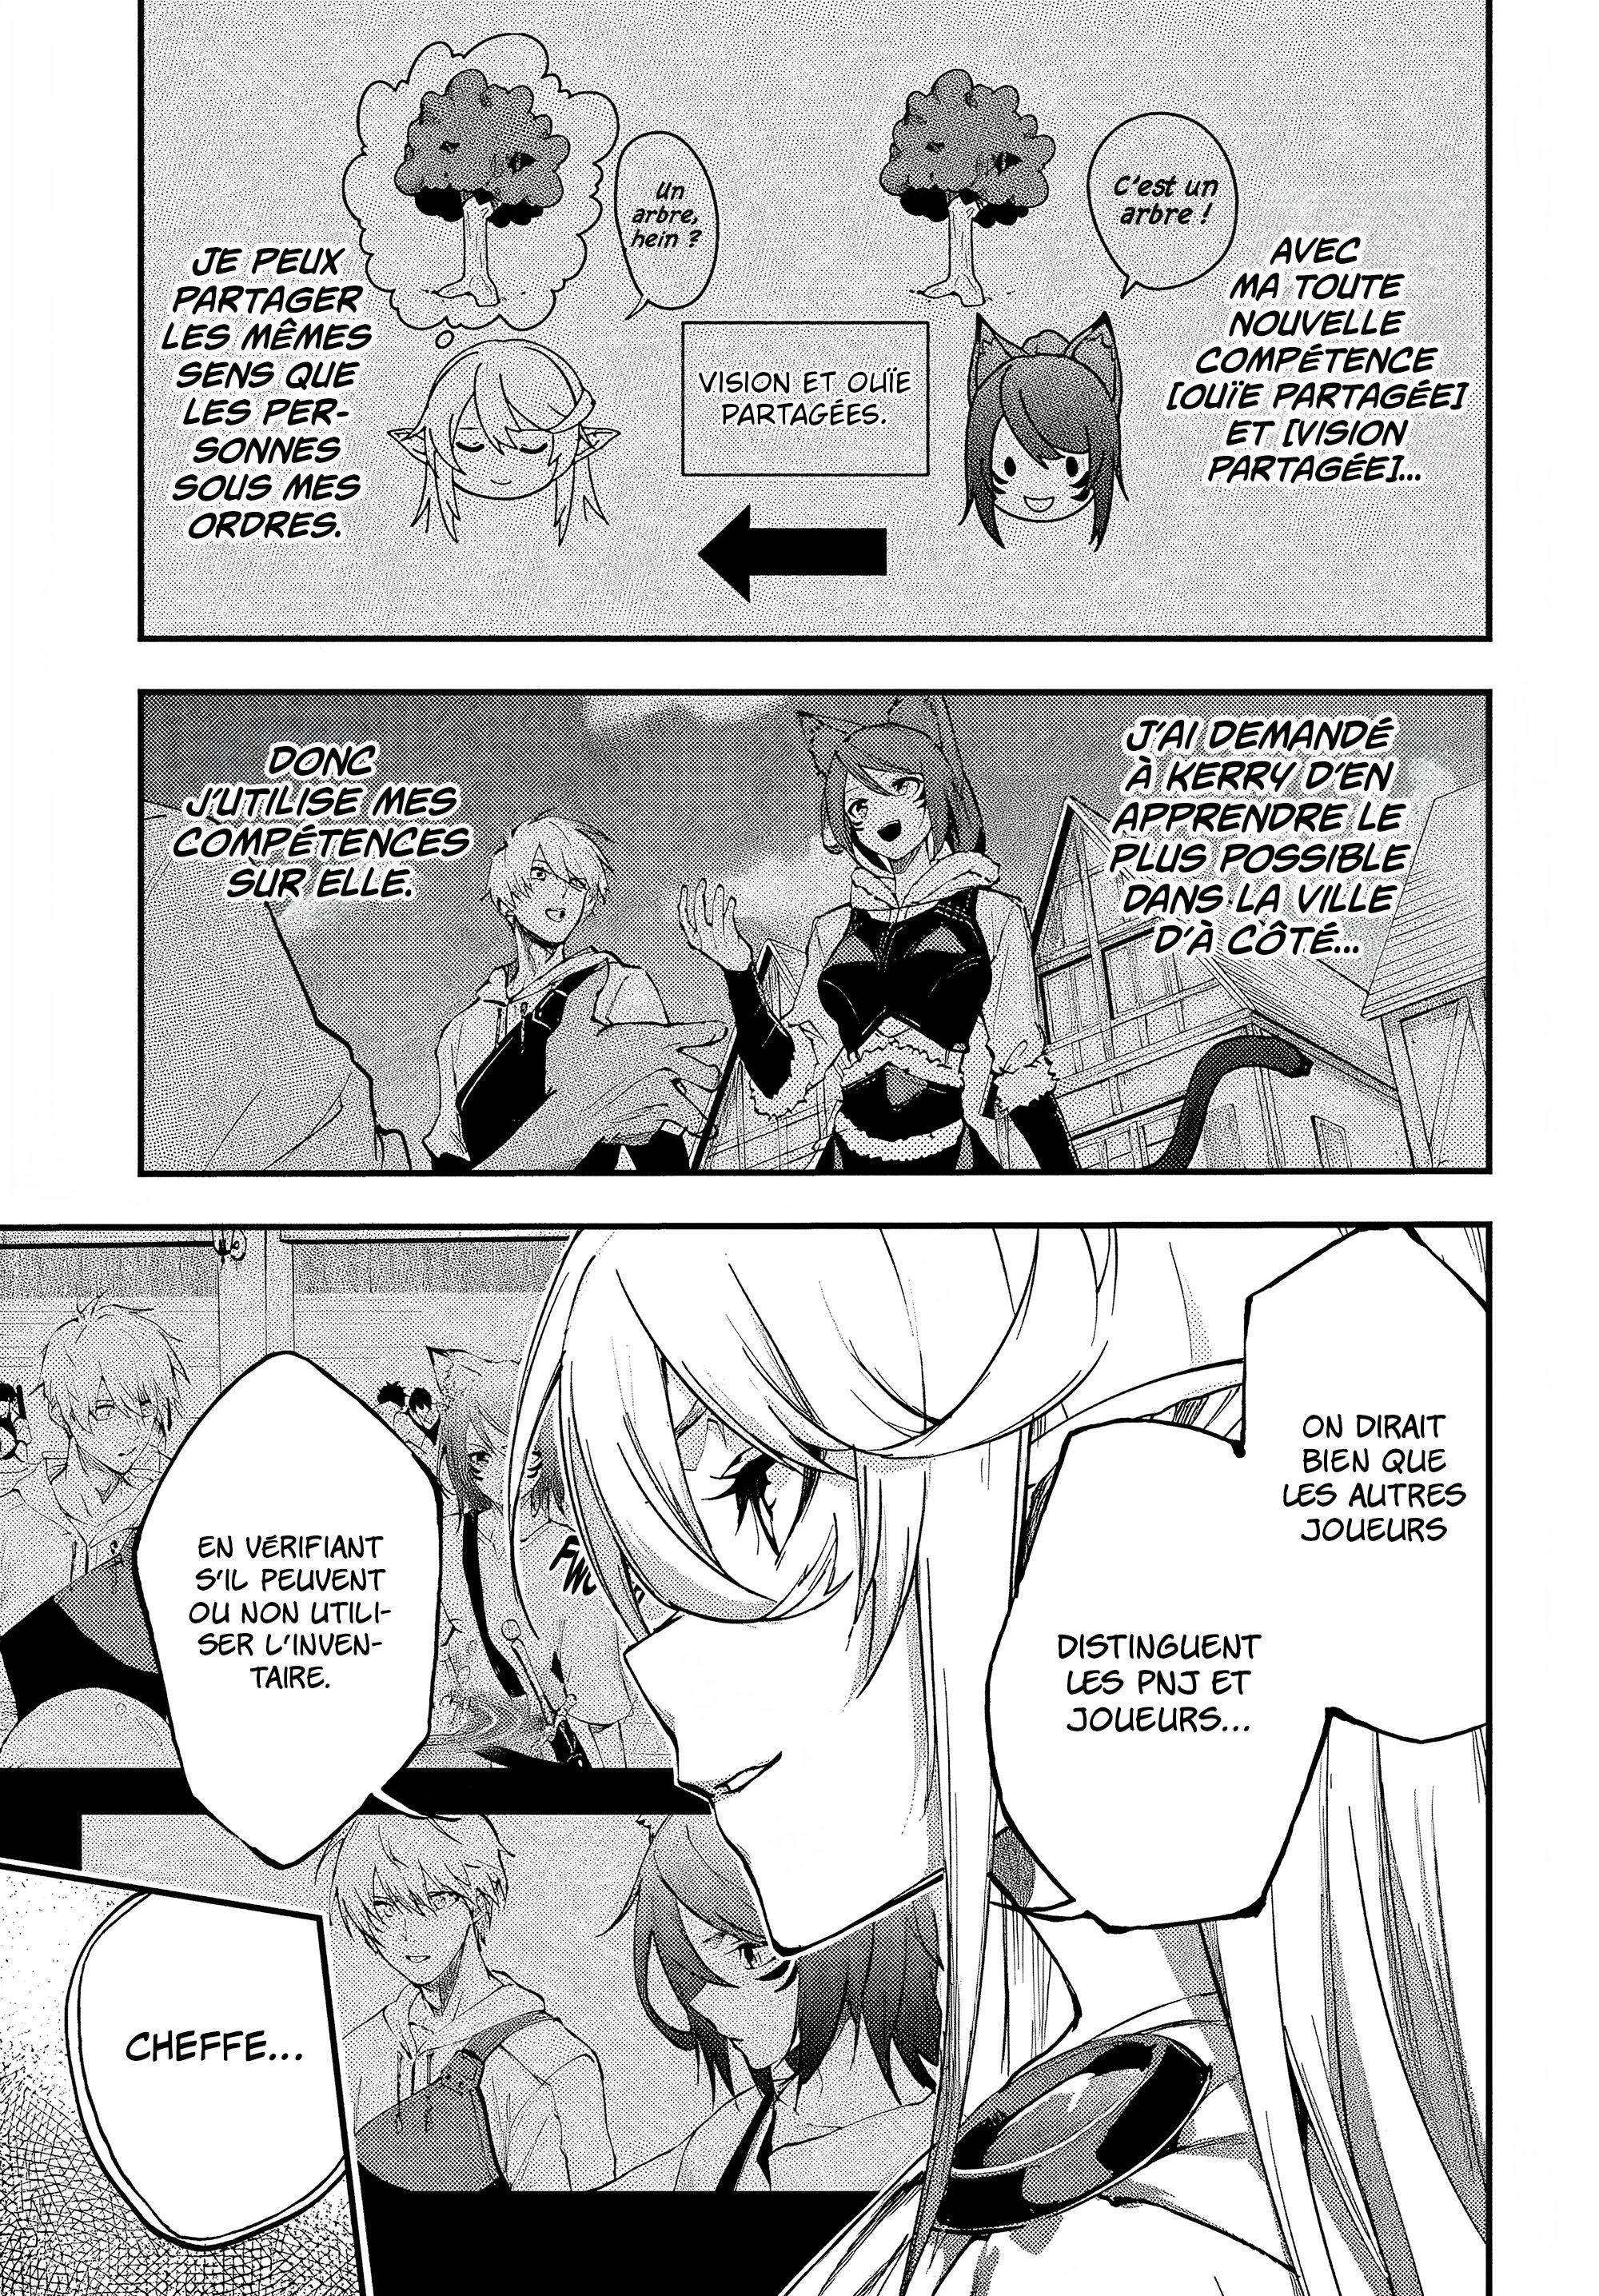 AVEC
MA TOUTE
NOUVELLE
COMPÉTENCE
[OUÏE PARTAGÉE]
ET [VISION
PARTAGÉE]...
C'est un
arbre !
VISION ET OUÏE
PARTAGÉES.
Un
arbre,
hein ?
JE PEUX
PARTAGER
LES MÊMES
SENS QUE
LES PER-
SONNES
SOUS MES
ORDRES.
J'AI DEMANDÉ
À KERRY D'EN
APPRENDRE LE
PLUS POSSIBLE
DANS LA VILLE
D'À CÔTÉ...
DONC
J'UTILISE MES
COMPÉTENCES
SUR ELLE.
ON DIRAIT
BIEN QUE
LES AUTRES
JOUEURS
DISTINGUENT
LES PNJ ET
JOUEURS...
EN VÉRIFIANT
S'IL PEUVENT
OU NON UTILI-
SER L'INVEN-
TAIRE.
CHEFFE...